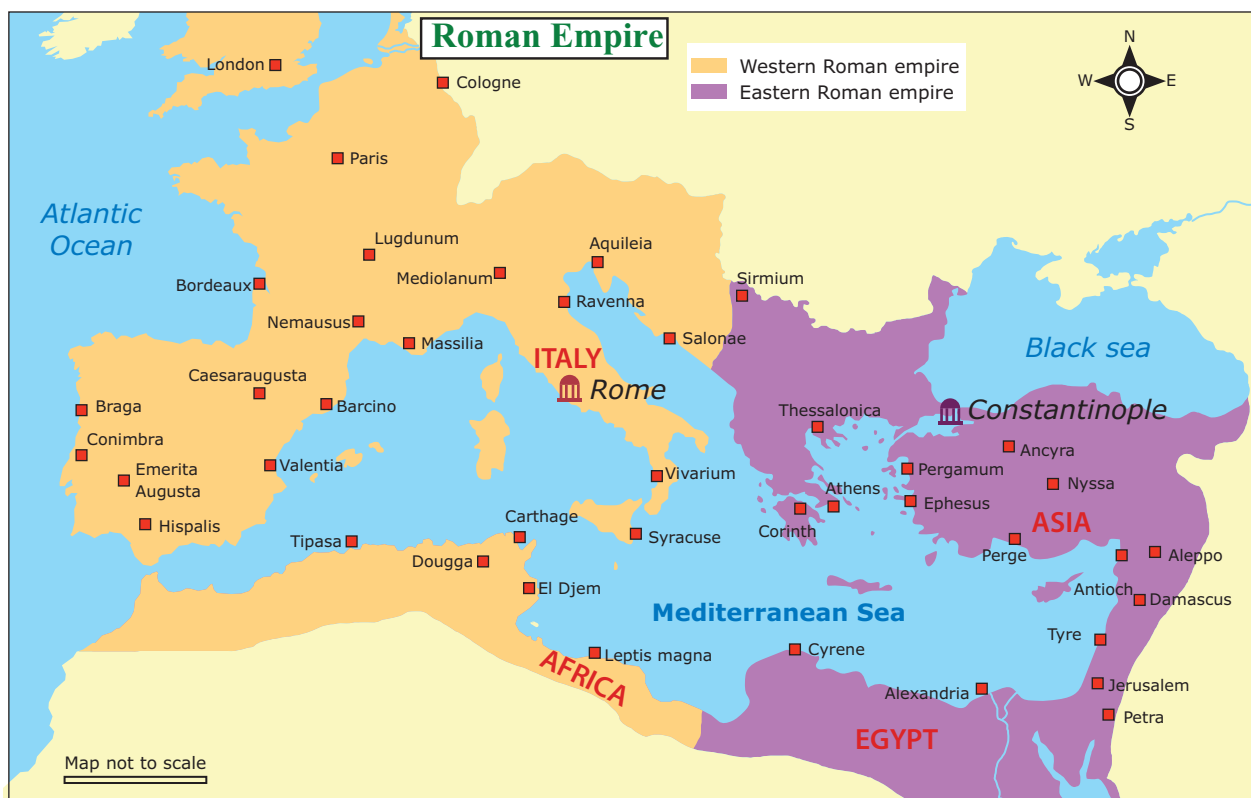 Roman Empire
Western Roman empire
Eastern Roman empire
N
W
E
S
London
Cologne
Paris
Atlantic
Ocean
Lugdunum
Aquileia
Mediolanum
Bordeaux
Sirmium
Ravenna
Nemausus
Massilia
Salonae
Black sea
ITALY
Rome
Caesaraugusta
Braga
Barcino
Thessalonica
Constantinople
Conimbra
Ancyra
Valentia
Emerita
Augusta
Vivarium
Pergamum
Nyssa
Athens
Ephesus
Hispalis
Carthage
Corinth
ASIA
Tipasa
Syracuse
Perge
Dougga
Aleppo
El Djem
Antioch
Damascus
Mediterranean Sea
Tyre
Leptis magna
Cyrene
AFRICA
Alexandria
Jerusalem
Petra
EGYPT
Map not to scale